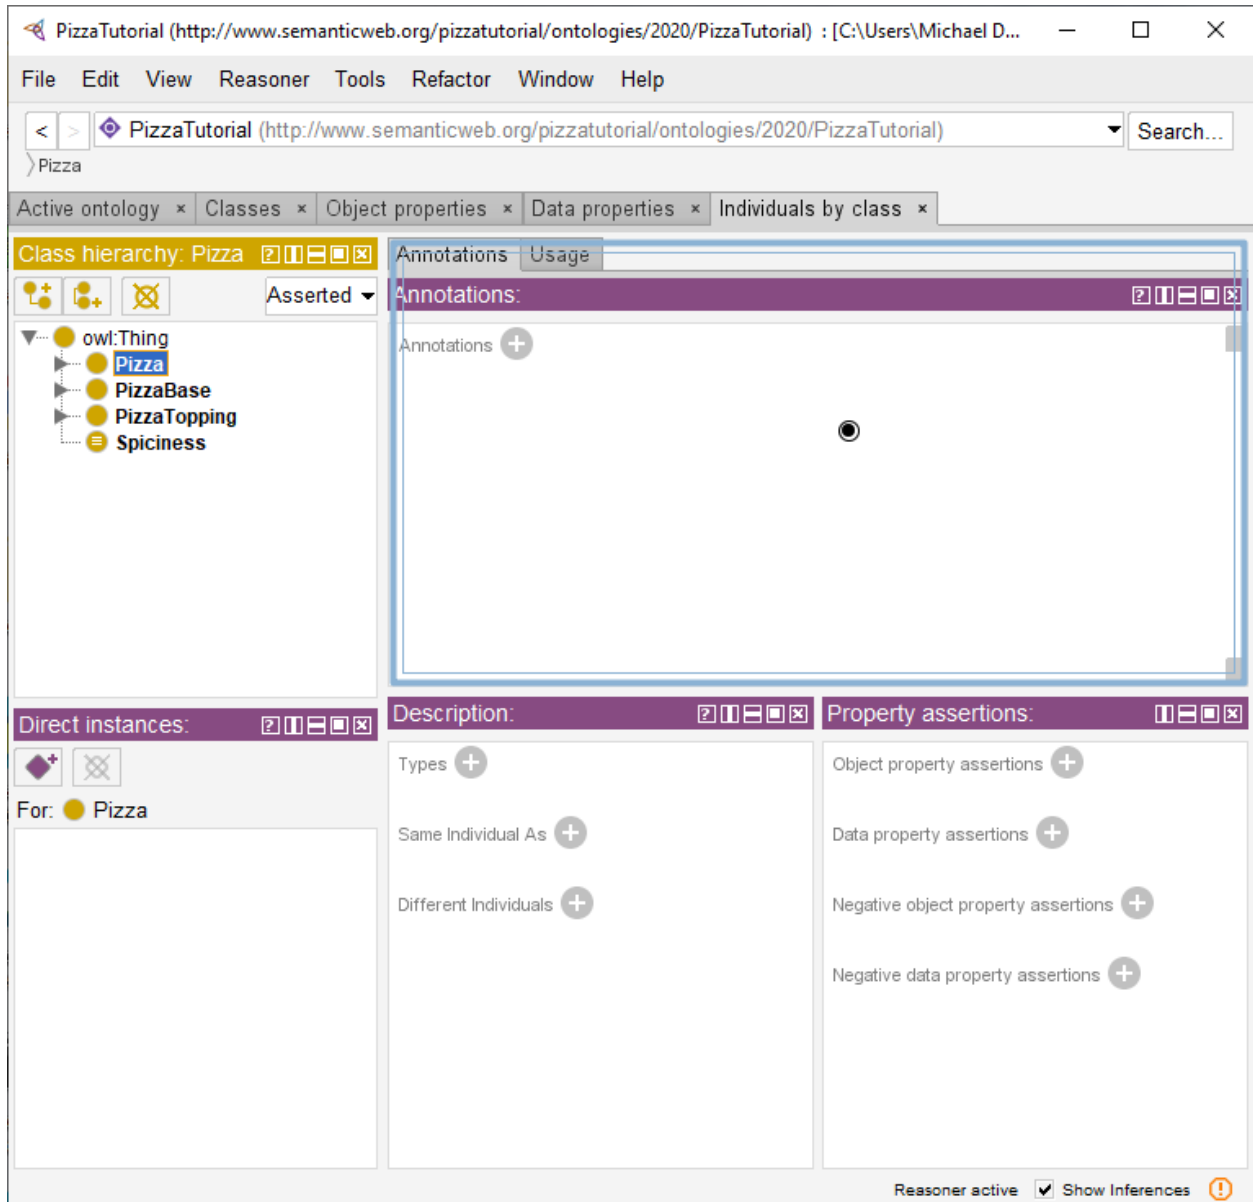 PizzaTutorial (http://www.semanticweb.org/pizzatutorial/ontologies/2020/PizzaTutorial) : [C:\Users\Michael D...
File Edit View Reasoner Tools Refactor Window Help
< > PizzaTutorial (http://www.semanticweb.org/pizzatutorial/ontologies/2020/PizzaTutorial) Search...
Pizza
Active ontology × Classes × Object properties × Data properties × Individuals by class ×
Class hierarchy: Pizza
Asserted
owl:Thing
Pizza
PizzaBase
PizzaTopping
Spiciness
Annotations Usage
Annotations:
Annotations
Direct instances:
For: Pizza
Description:
Types
Same Individual As
Different Individuals
Property assertions:
Object property assertions
Data property assertions
Negative object property assertions
Negative data property assertions
Reasoner active Show Inferences